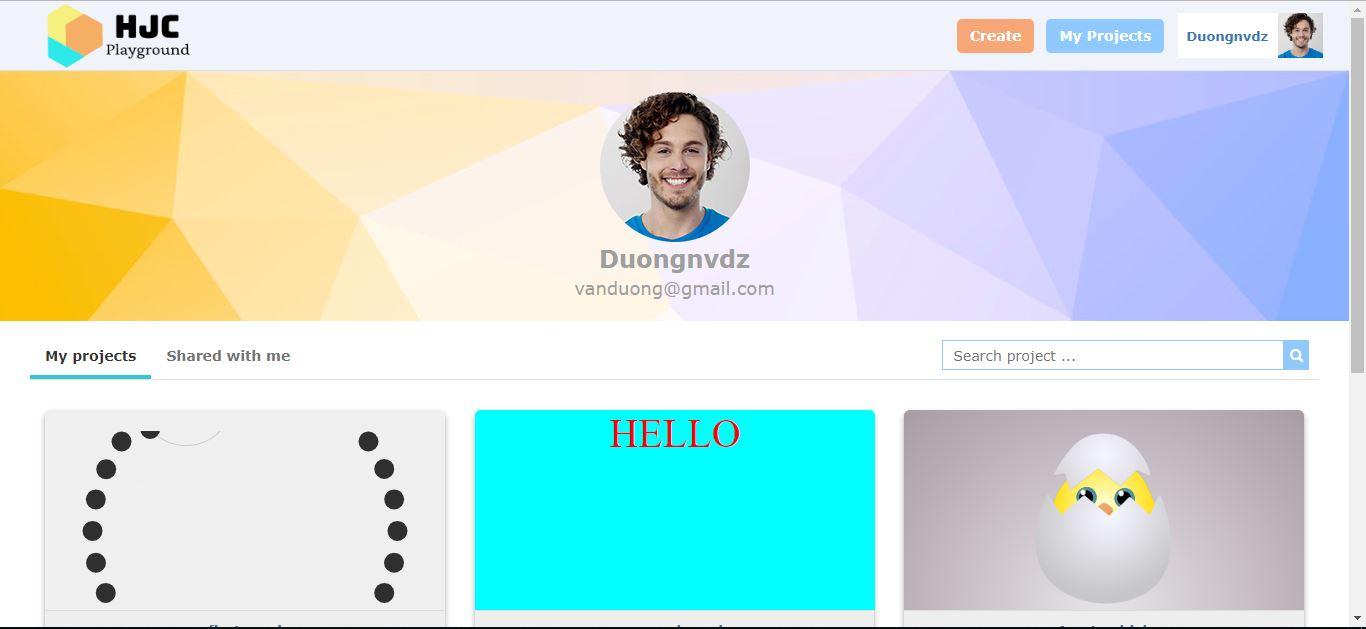 HJC
Playground
Create
My Projects
Duongnvdz
Duongnvdz
vanduong@gmail.com
My projects
Shared with me
Search project ...
HELLO